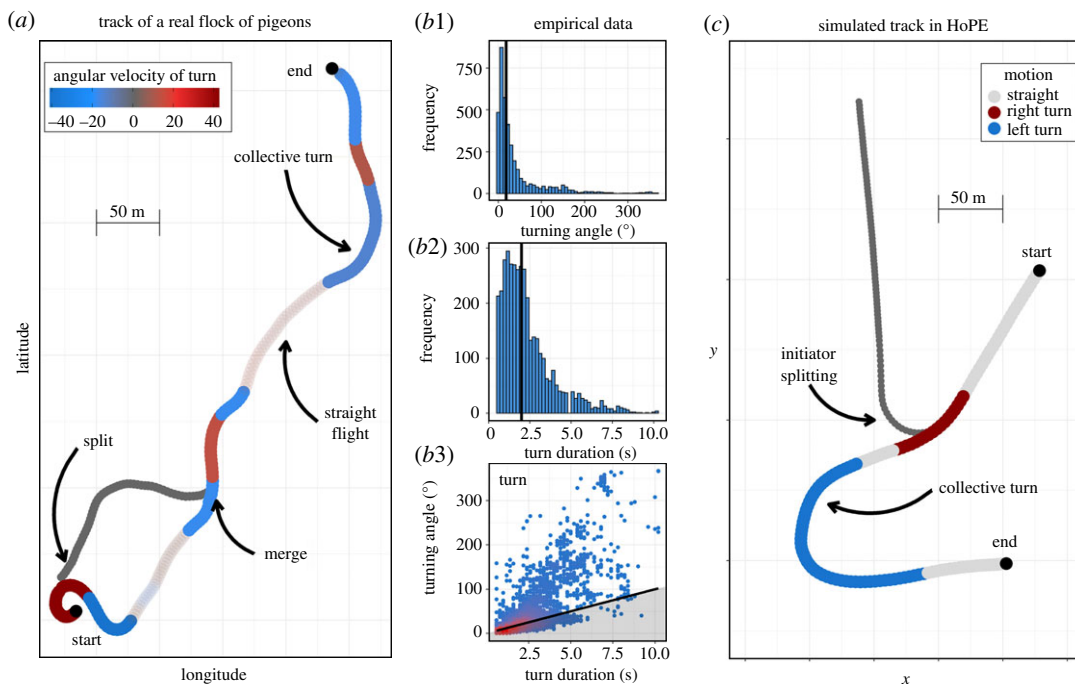 (a)
track of a real flock of pigeons
angular velocity of turn
–40 –20 0 20 40
end
collective turn
50 m
straight
flight
split
merge
start
latitude
longitude
(b1)
empirical data
750
500
250
0
frequency
0 100 200 300
turning angle (°)
(b2)
300
200
100
0
frequency
0 2.5 5.0 7.5 10.0
turn duration (s)
(b3)
turn
300
200
100
0
turning angle (°)
2.5 5.0 7.5 10.0
turn duration (s)
(c)
simulated track in HoPE
motion
straight
right turn
left turn
50 m
start
initiator
splitting
collective turn
end
y
x